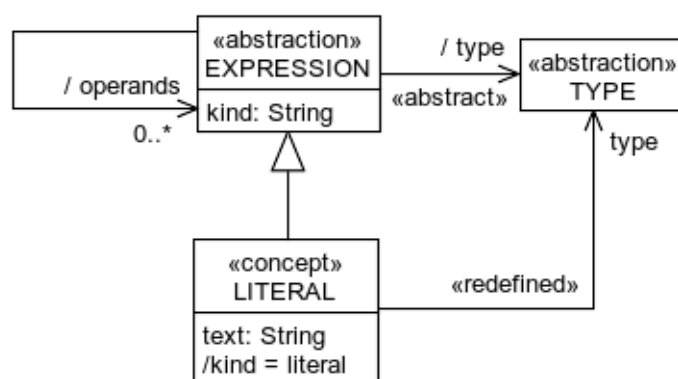 «abstraction»
EXPRESSION
kind: String
/ operands
0..*
/ type
«abstract»
«abstraction»
TYPE
type
«concept»
LITERAL
text: String
/kind = literal
«redefined»